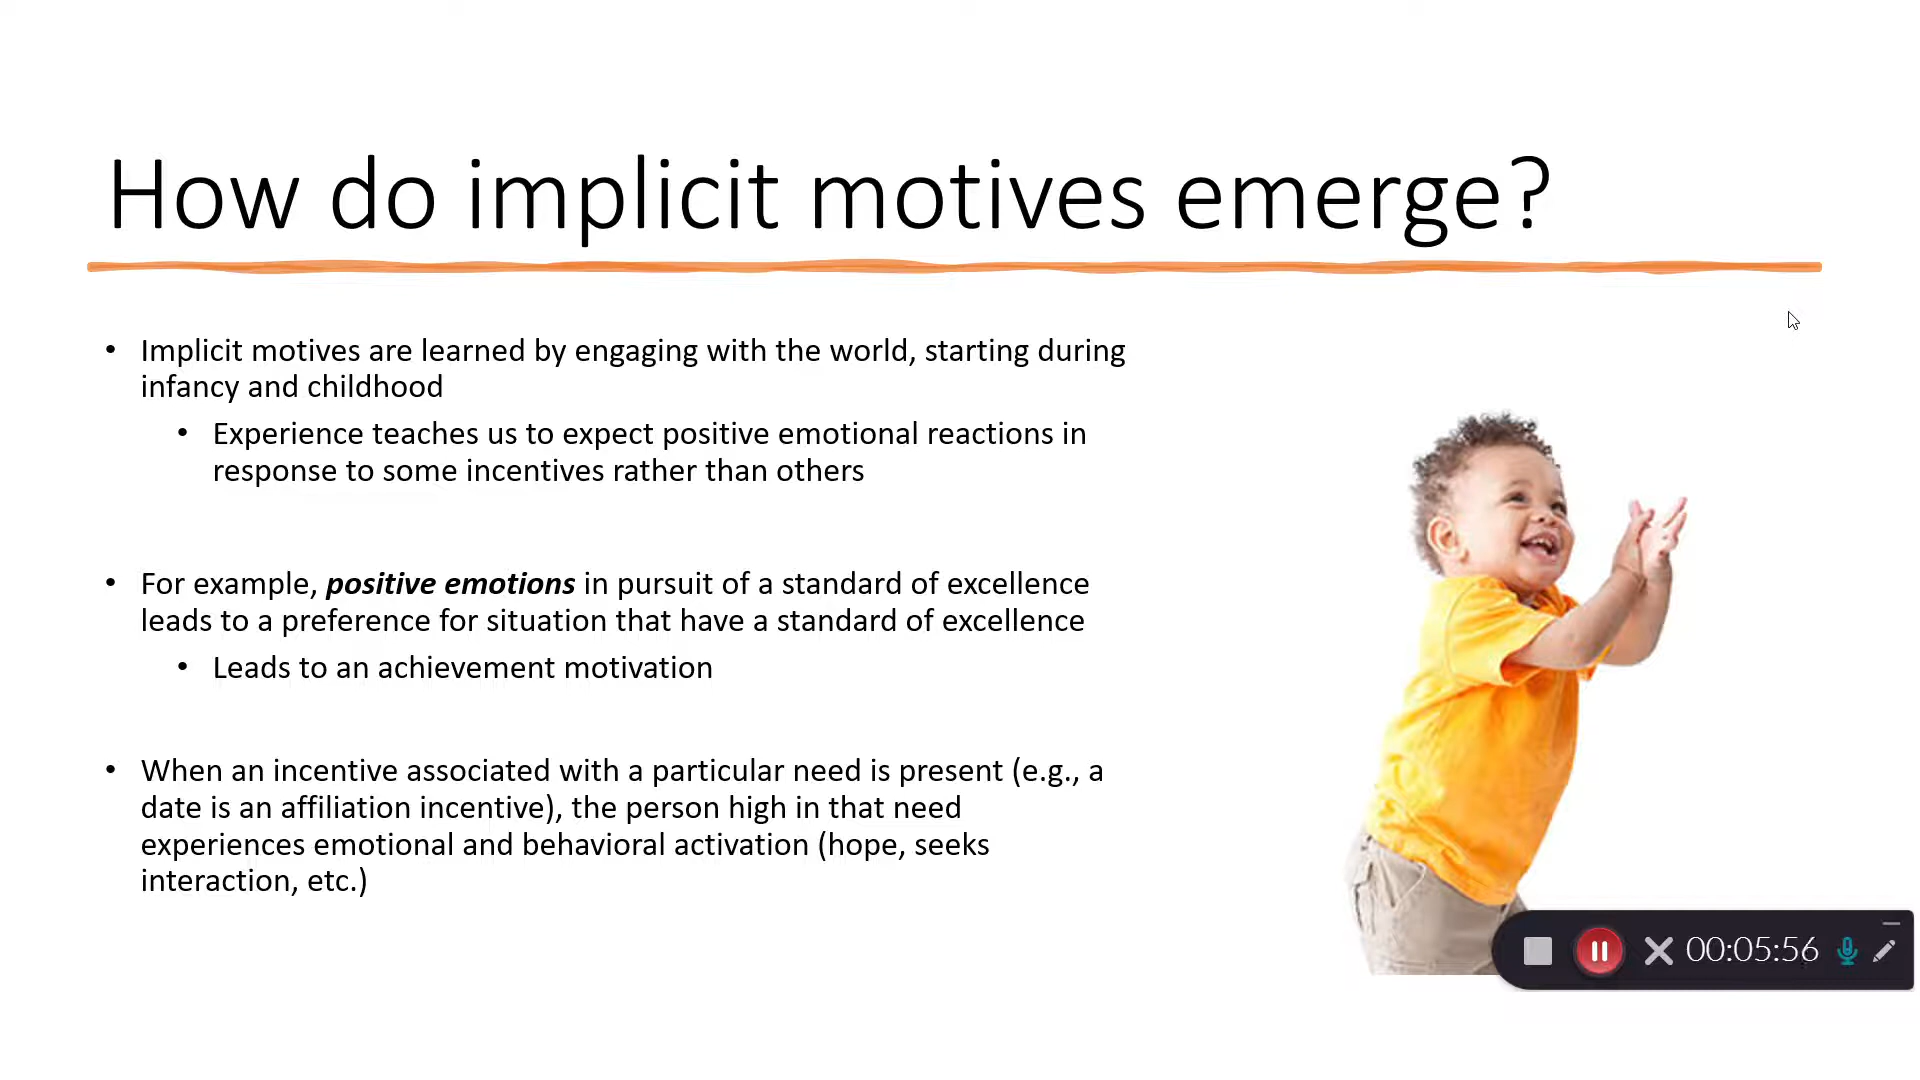 How do implicit motives emerge?
• Implicit motives are learned by engaging with the world, starting during
infancy and childhood
• Experience teaches us to expect positive emotional reactions in
response to some incentives rather than others
• For example, positive emotions in pursuit of a standard of excellence
leads to a preference for situation that have a standard of excellence
• Leads to an achievement motivation
• When an incentive associated with a particular need is present (e.g., a
date is an affiliation incentive), the person high in that need
experiences emotional and behavioral activation (hope, seeks
interaction, etc.)
00:05:56